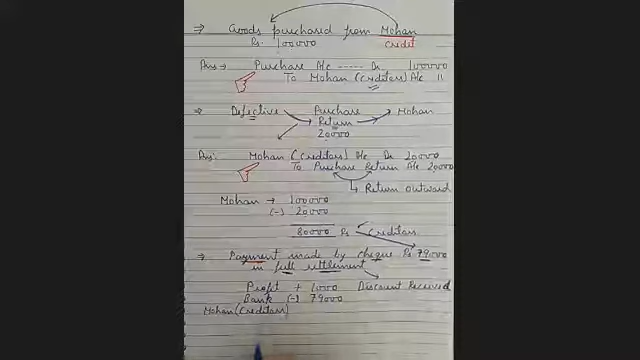 ⇒ Goods purchased from Mohan
Rs. 100000 credit
Ans → Purchase A/c ----- Dr 100000
To Mohan (creditors) A/c 11
⇒ Defective Purchase Return → Mohan
20000
Ans: Mohan (creditors) A/c Dr 20000
To Purchase Return A/c 20000
→ Return outward
Mohan → 100000
(-) 20000
80000 Rs Creditors
⇒ Payment made by cheque Rs 79000
in full settlement
Profit + 1000 Discount Received
Bank (-) 79000
Mohan (Creditors)